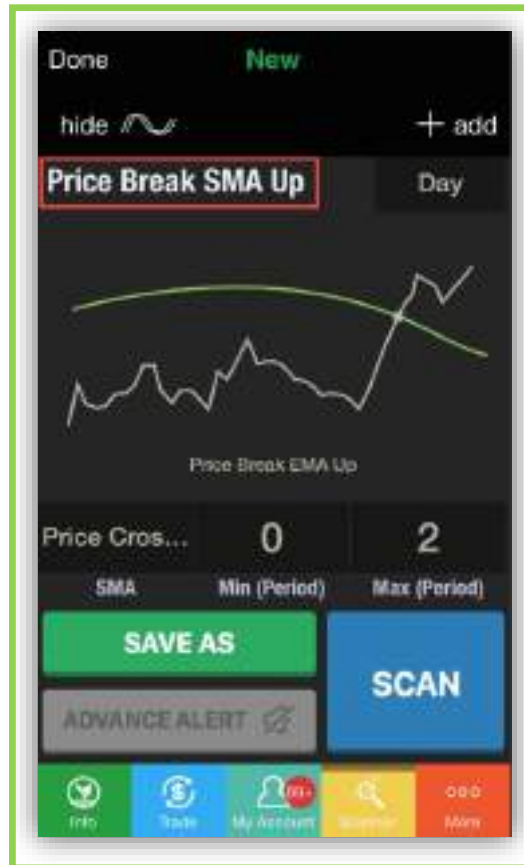 Done New
hide + add
Price Break SMA Up Day
Price Break EMA Up
Price Cros... 0 2
SMA Min (Period) Max (Period)
SAVE AS
SCAN
ADVANCE ALERT
99+
Info Trade My Account Scanner More